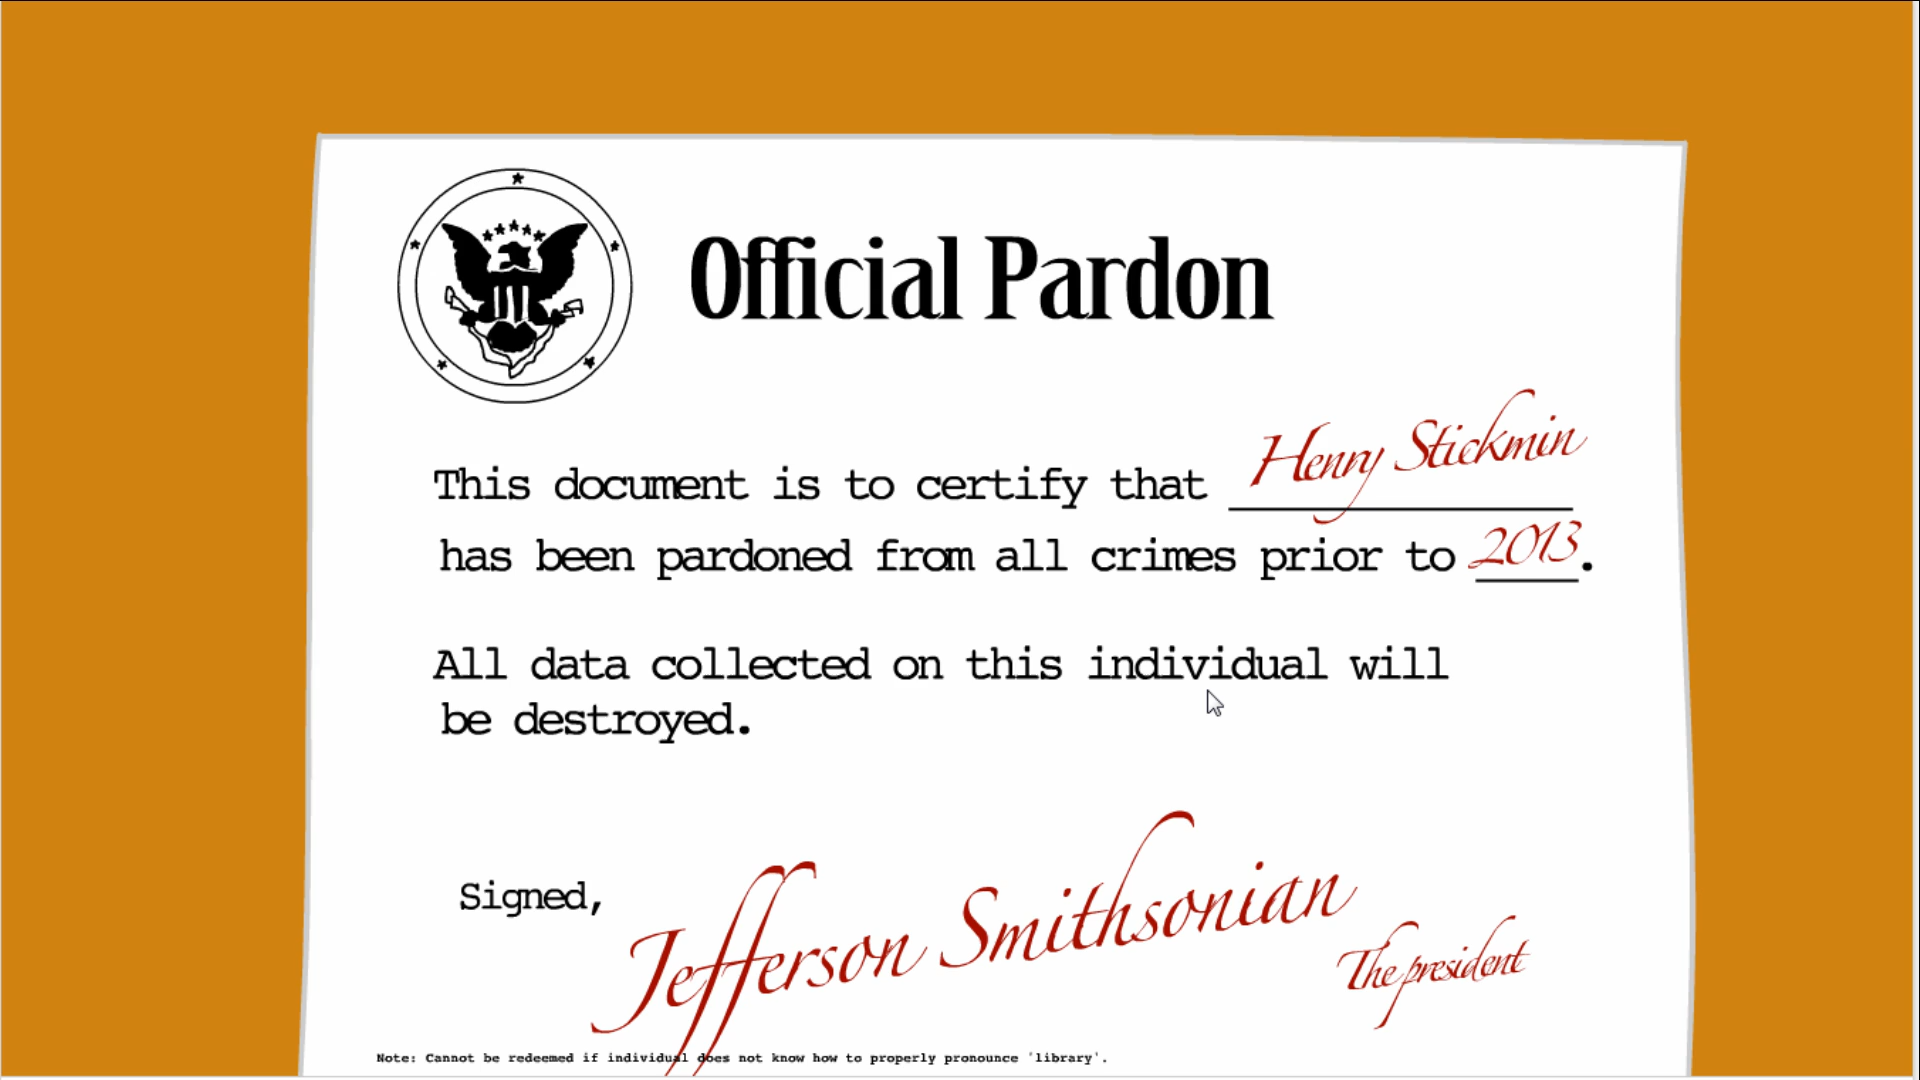 Official Pardon
This document is to certify that Henry Stickmin
has been pardoned from all crimes prior to 2013.
All data collected on this individual will
be destroyed.
Signed, Jefferson Smithsonian
The president
Note: Cannot be redeemed if individual does not know how to properly pronounce 'library'.